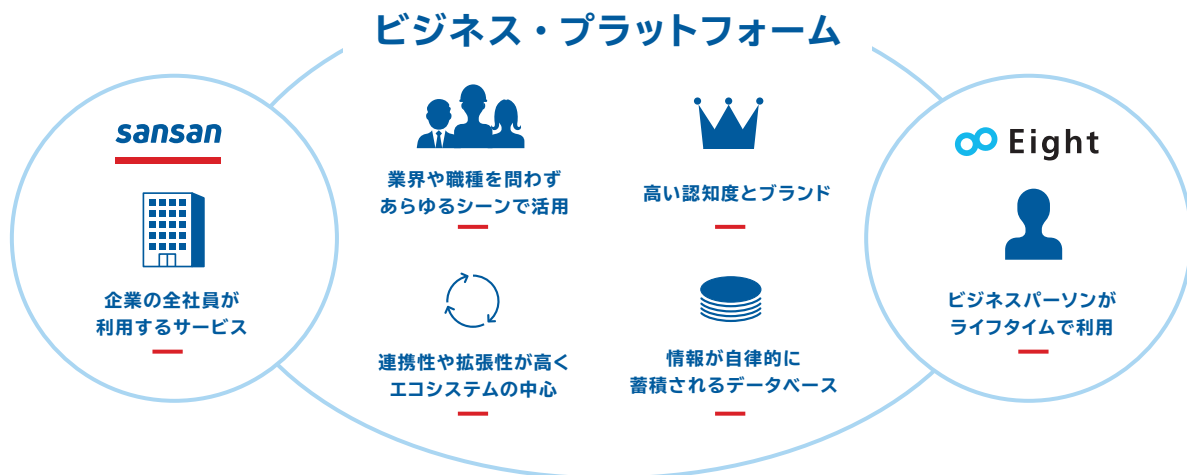 ビジネス・プラットフォーム
sansan
企業の全社員が
利用するサービス
業界や職種を問わず
あらゆるシーンで活用
高い認知度とブランド
連携性や拡張性が高く
エコシステムの中心
情報が自律的に
蓄積されるデータベース
Eight
ビジネスパーソンが
ライフタイムで利用